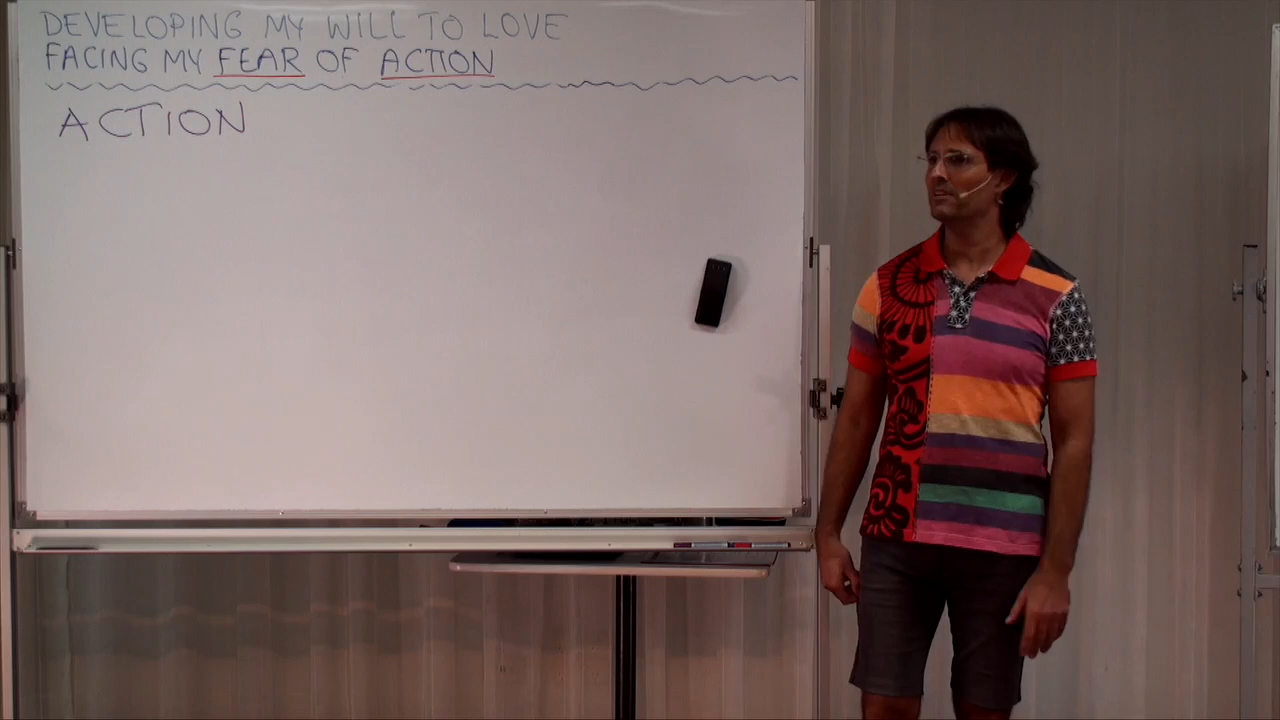 DEVELOPING MY WILL TO LOVE
FACING MY FEAR OF ACTION
ACTION